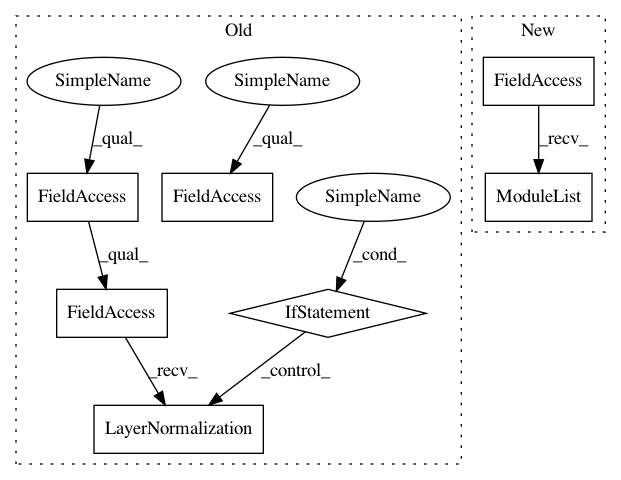 Old
New
SimpleName
SimpleName
FieldAccess
_qual_
_qual_
_recv_
FieldAccess
FieldAccess
SimpleName
ModuleList
_qual_
_cond_
FieldAccess
IfStatement
_recv_
_control_
LayerNormalization